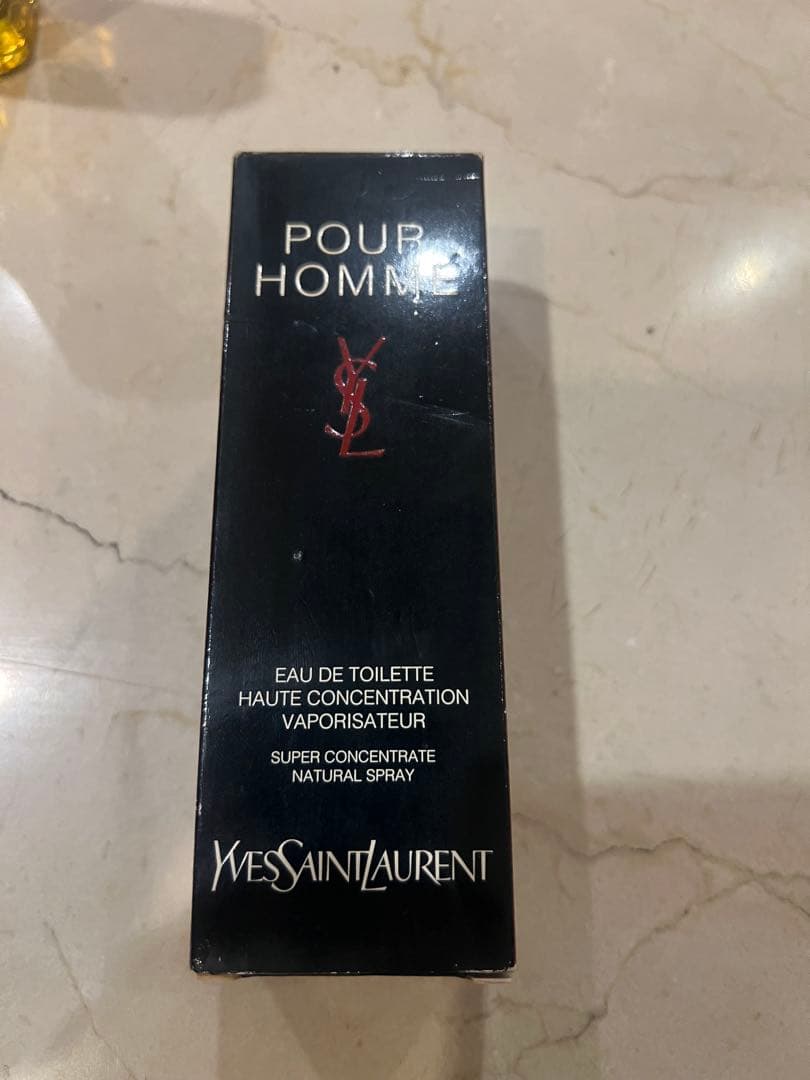 POUR
HOMME
YSL
EAU DE TOILETTE
HAUTE CONCENTRATION
VAPORISATEUR
SUPER CONCENTRATE
NATURAL SPRAY
YVESSAINTLAURENT